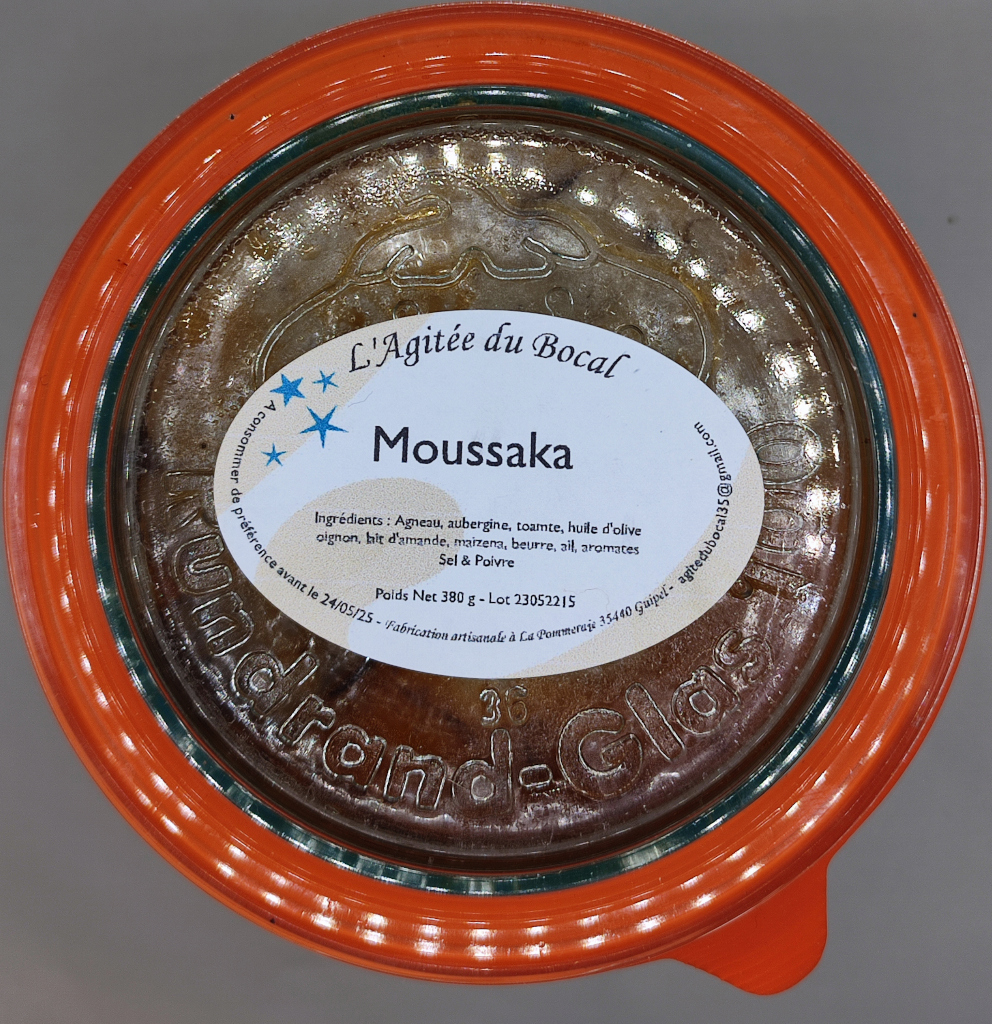 L'Agitée du Bocal
Moussaka
Ingrédients : Agneau, aubergine, toamte, huile d'olive
oignon, lait d'amande, maizena, beurre, ail, aromates
Sel & Poivre
Poids Net 380 g - Lot 23052215
A consommer de préférence avant le 24/05/25 - Fabrication artisanale à La Pommeraie 35440 Guipel - agitedubocal35@gmail.com
36
Rundrand-Glas